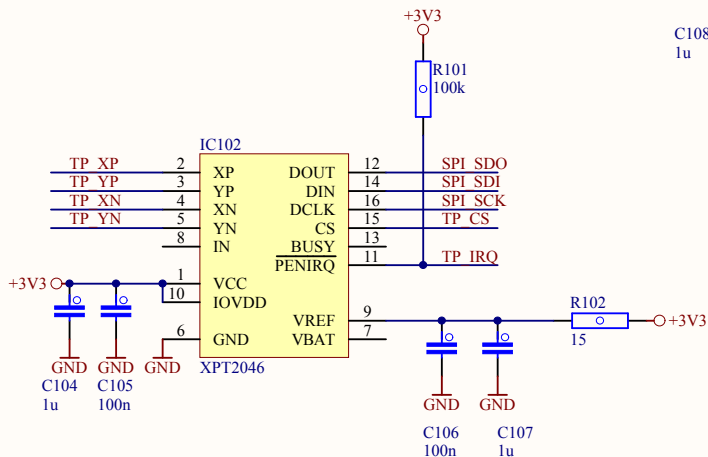 +3V3
C108
1u
R101
100k
IC102
TP_XP 2 XP DOUT 12 SPI_SDO
TP_YP 3 YP DIN 14 SPI_SDI
TP_XN 4 XN DCLK 16 SPI_SCK
TP_YN 5 YN CS 15 TP_CS
8 IN BUSY 13
PENIRQ 11 TP_IRQ
+3V3 1 VCC
10 IOVDD
R102
VREF 9
+3V3
6 GND VBAT 7
15
GND GND GND XPT2046
C104 C105
1u 100n
GND GND
C106 C107
100n 1u